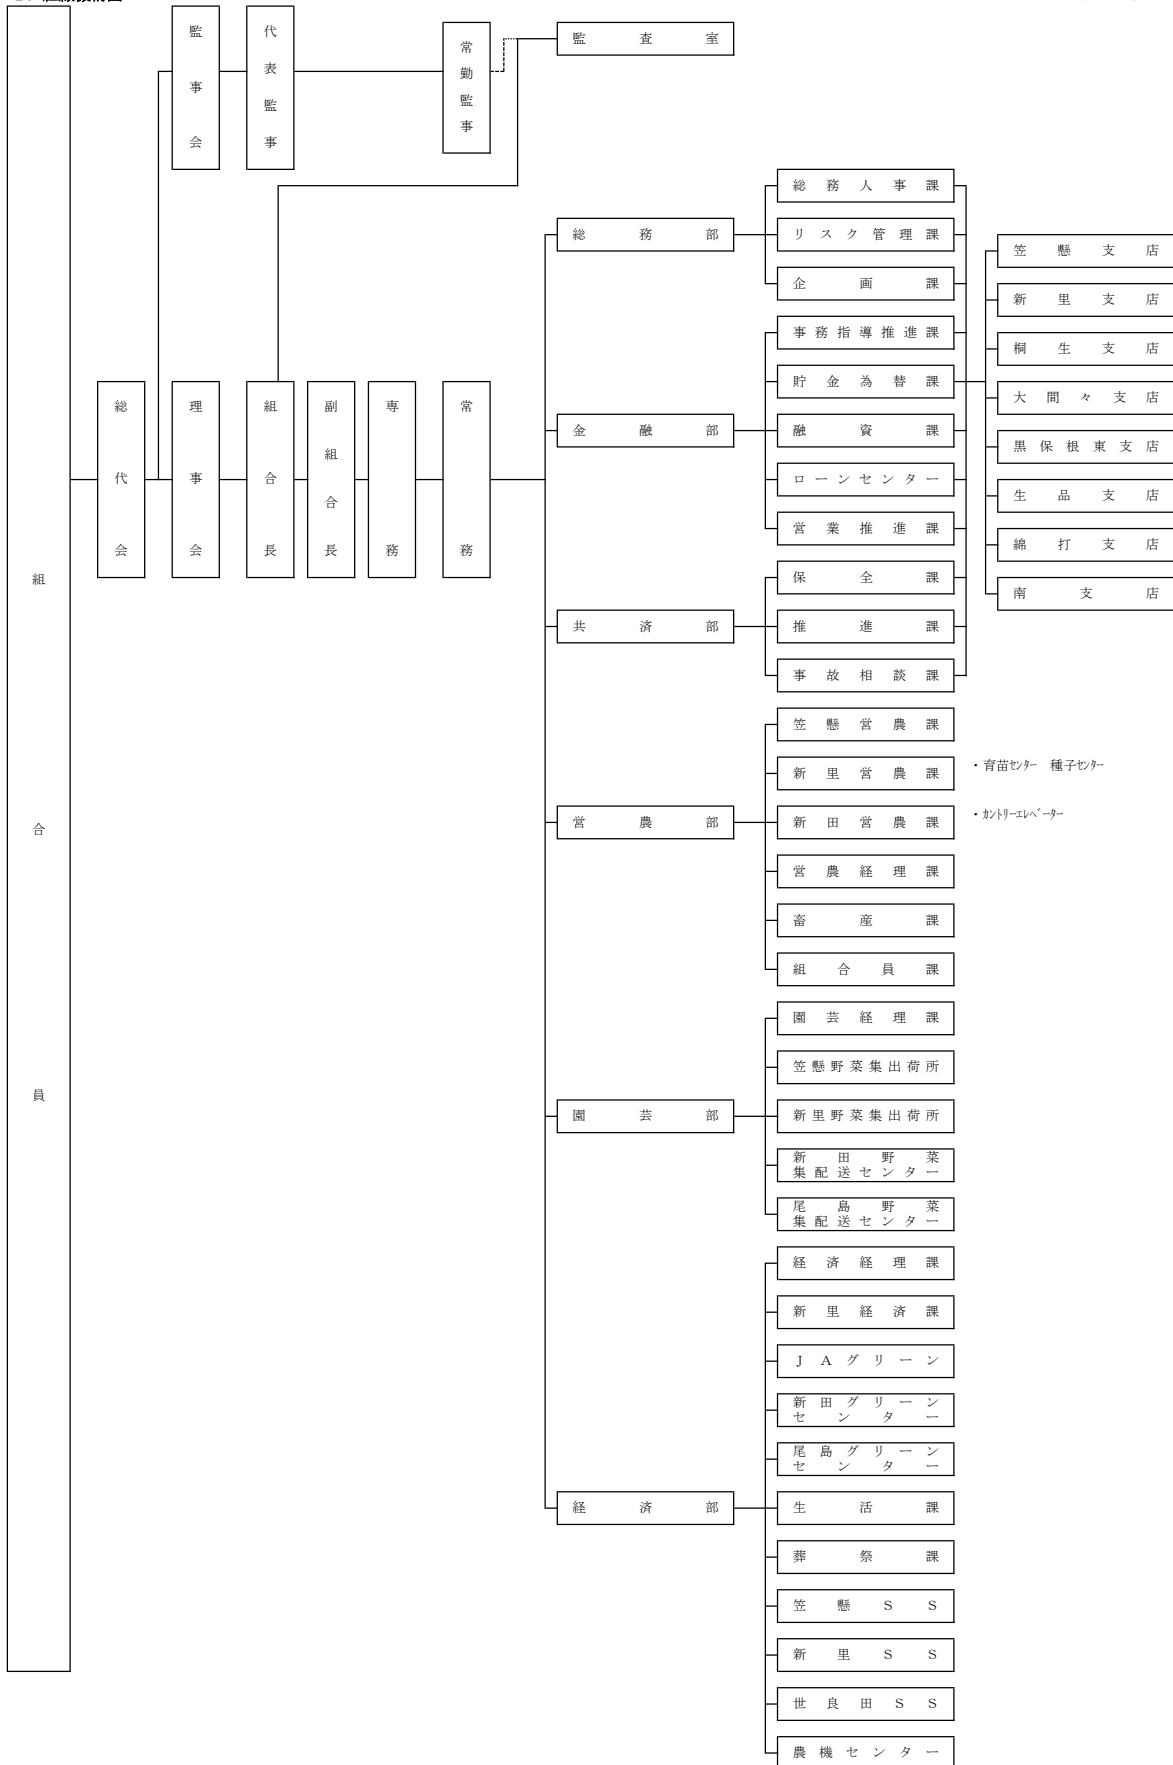 組合員
総代会
監事会
代表監事
常勤監事
監査室
理事会
組合長
副組合長
専務
常務
総務部
総務人事課
リスク管理課
企画課
金融部
事務指導推進課
貯金為替課
融資課
ローンセンター
営業推進課
共済部
保全課
推進課
事故相談課
笠懸支店
新里支店
桐生支店
大間々支店
黒保根東支店
生品支店
綿打支店
南支店
営農部
笠懸営農課
新里営農課
・育苗ｾﾝﾀｰ 種子ｾﾝﾀｰ
新田営農課
・ｶﾝﾄﾘｰｴﾚﾍﾞｰﾀｰ
営農経理課
畜産課
組合員課
園芸部
園芸経理課
笠懸野菜集出荷所
新里野菜集出荷所
新田野菜
集配送センター
尾島野菜
集配送センター
経済部
経済経理課
新里経済課
ＪＡグリーン
新田グリーン
センター
尾島グリーン
センター
生活課
葬祭課
笠懸ＳＳ
新里ＳＳ
世良田ＳＳ
農機センター